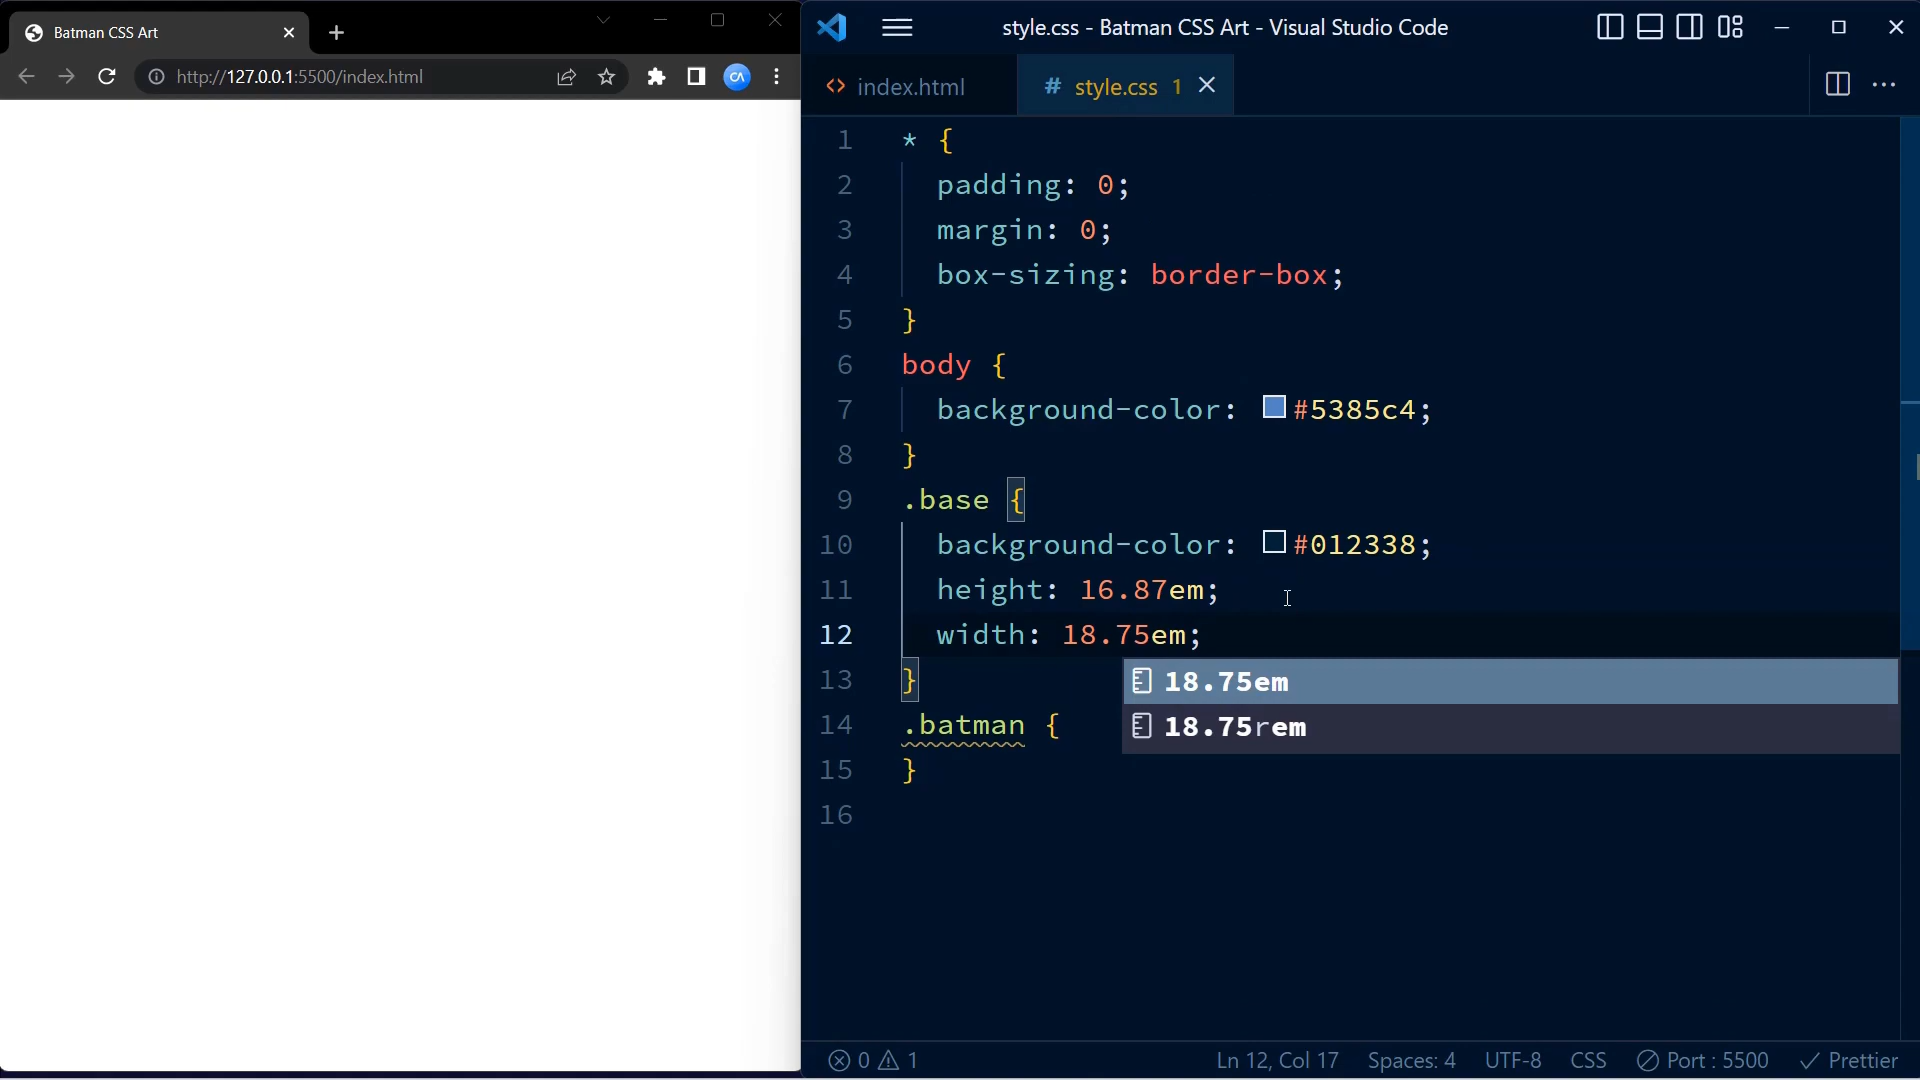 Batman CSS Art
http://127.0.0.1:5500/index.html
CA
style.css - Batman CSS Art - Visual Studio Code
index.html
# style.css 1
1 * {
2 padding: 0;
3 margin: 0;
4 box-sizing: border-box;
5 }
6 body {
7 background-color: #5385c4;
8 }
9 .base {
10 background-color: #012338;
11 height: 16.87em;
12 width: 18.75em;
13 }
18.75em
14 .batman {
18.75rem
15 }
16
0 1 Ln 12, Col 17 Spaces: 4 UTF-8 CSS Port : 5500 Prettier